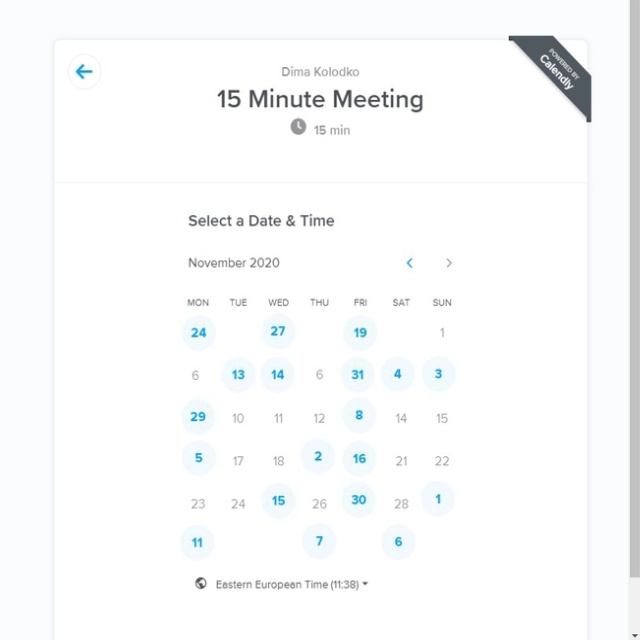 POWERED BY
Calendly
Dima Kolodko
15 Minute Meeting
15 min
Select a Date & Time
November 2020
MON TUE WED THU FRI SAT SUN
24 27 19 1
6 13 14 6 31 4 3
29 10 11 12 8 14 15
5 17 18 2 16 21 22
23 24 15 26 30 28 1
11 7 6
Eastern European Time (11:38)